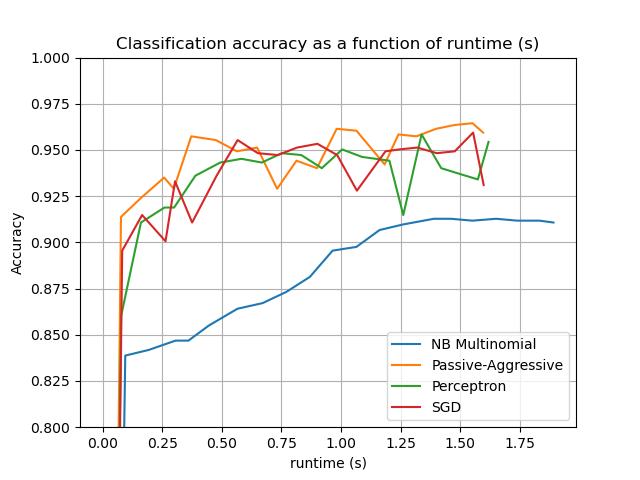 Classification accuracy as a function of runtime (s)
1.000
0.975
0.950
0.925
0.900
0.875
0.850
0.825
0.800
Accuracy
NB Multinomial
Passive-Aggressive
Perceptron
SGD
0.00 0.25 0.50 0.75 1.00 1.25 1.50 1.75
runtime (s)